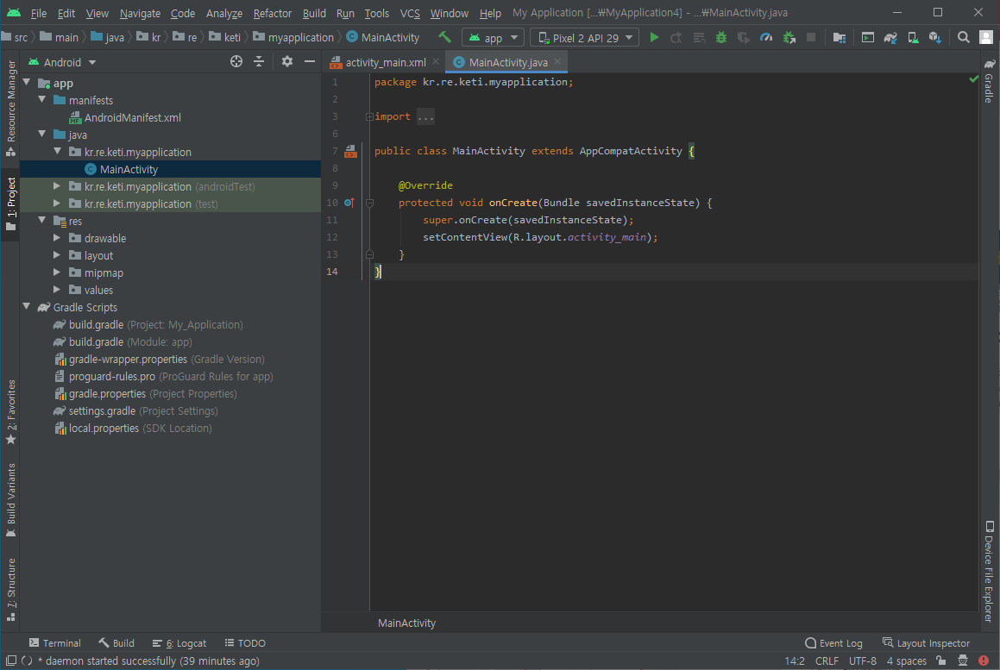 File Edit View Navigate Code Analyze Refactor Build Run Tools VCS Window Help My Application [...₩MyApplication4] - ...₩MainActivity.java
src main java kr re keti myapplication MainActivity app Pixel 2 API 29
Resource Manager
1: Project
2: Favorites
Build Variants
7: Structure
Android
app
manifests
AndroidManifest.xml
java
kr.re.keti.myapplication
MainActivity
kr.re.keti.myapplication (androidTest)
kr.re.keti.myapplication (test)
res
drawable
layout
mipmap
values
Gradle Scripts
build.gradle (Project: My_Application)
build.gradle (Module: app)
gradle-wrapper.properties (Gradle Version)
proguard-rules.pro (ProGuard Rules for app)
gradle.properties (Project Properties)
settings.gradle (Project Settings)
local.properties (SDK Location)
activity_main.xml MainActivity.java
1 package kr.re.keti.myapplication;
2
3 import ...
6
7 public class MainActivity extends AppCompatActivity {
8
9 @Override
10 protected void onCreate(Bundle savedInstanceState) {
11 super.onCreate(savedInstanceState);
12 setContentView(R.layout.activity_main);
13 }
14 }
MainActivity
Gradle
Device File Explorer
Terminal Build 6: Logcat TODO Event Log Layout Inspector
* daemon started successfully (39 minutes ago) 14:2 CRLF UTF-8 4 spaces